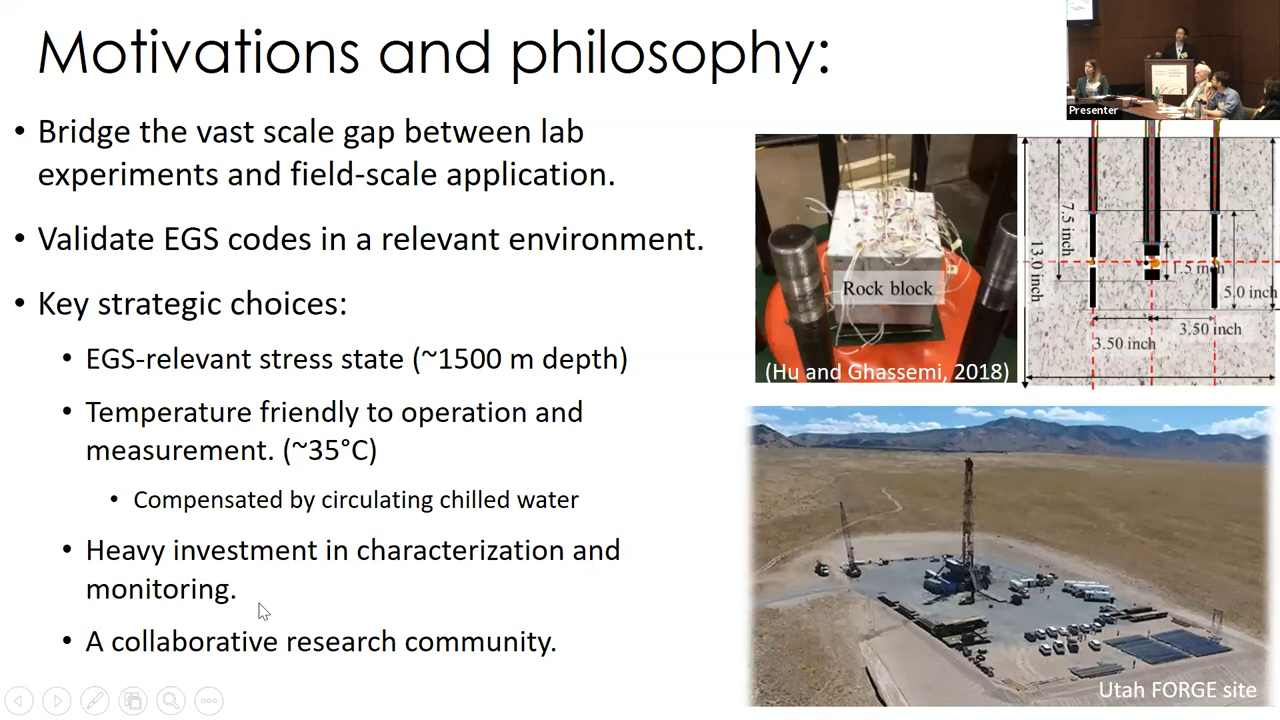 Motivations and philosophy:
• Bridge the vast scale gap between lab
experiments and field-scale application.
• Validate EGS codes in a relevant environment.
• Key strategic choices:
• EGS-relevant stress state (~1500 m depth)
• Temperature friendly to operation and
measurement. (~35°C)
• Compensated by circulating chilled water
• Heavy investment in characterization and
monitoring.
• A collaborative research community.
Presenter
Rock block
(Hu and Ghassemi, 2018)
13.0 inch
7.5 inch
1.5 inch
5.0 inch
3.50 inch
3.50 inch
Utah FORGE site